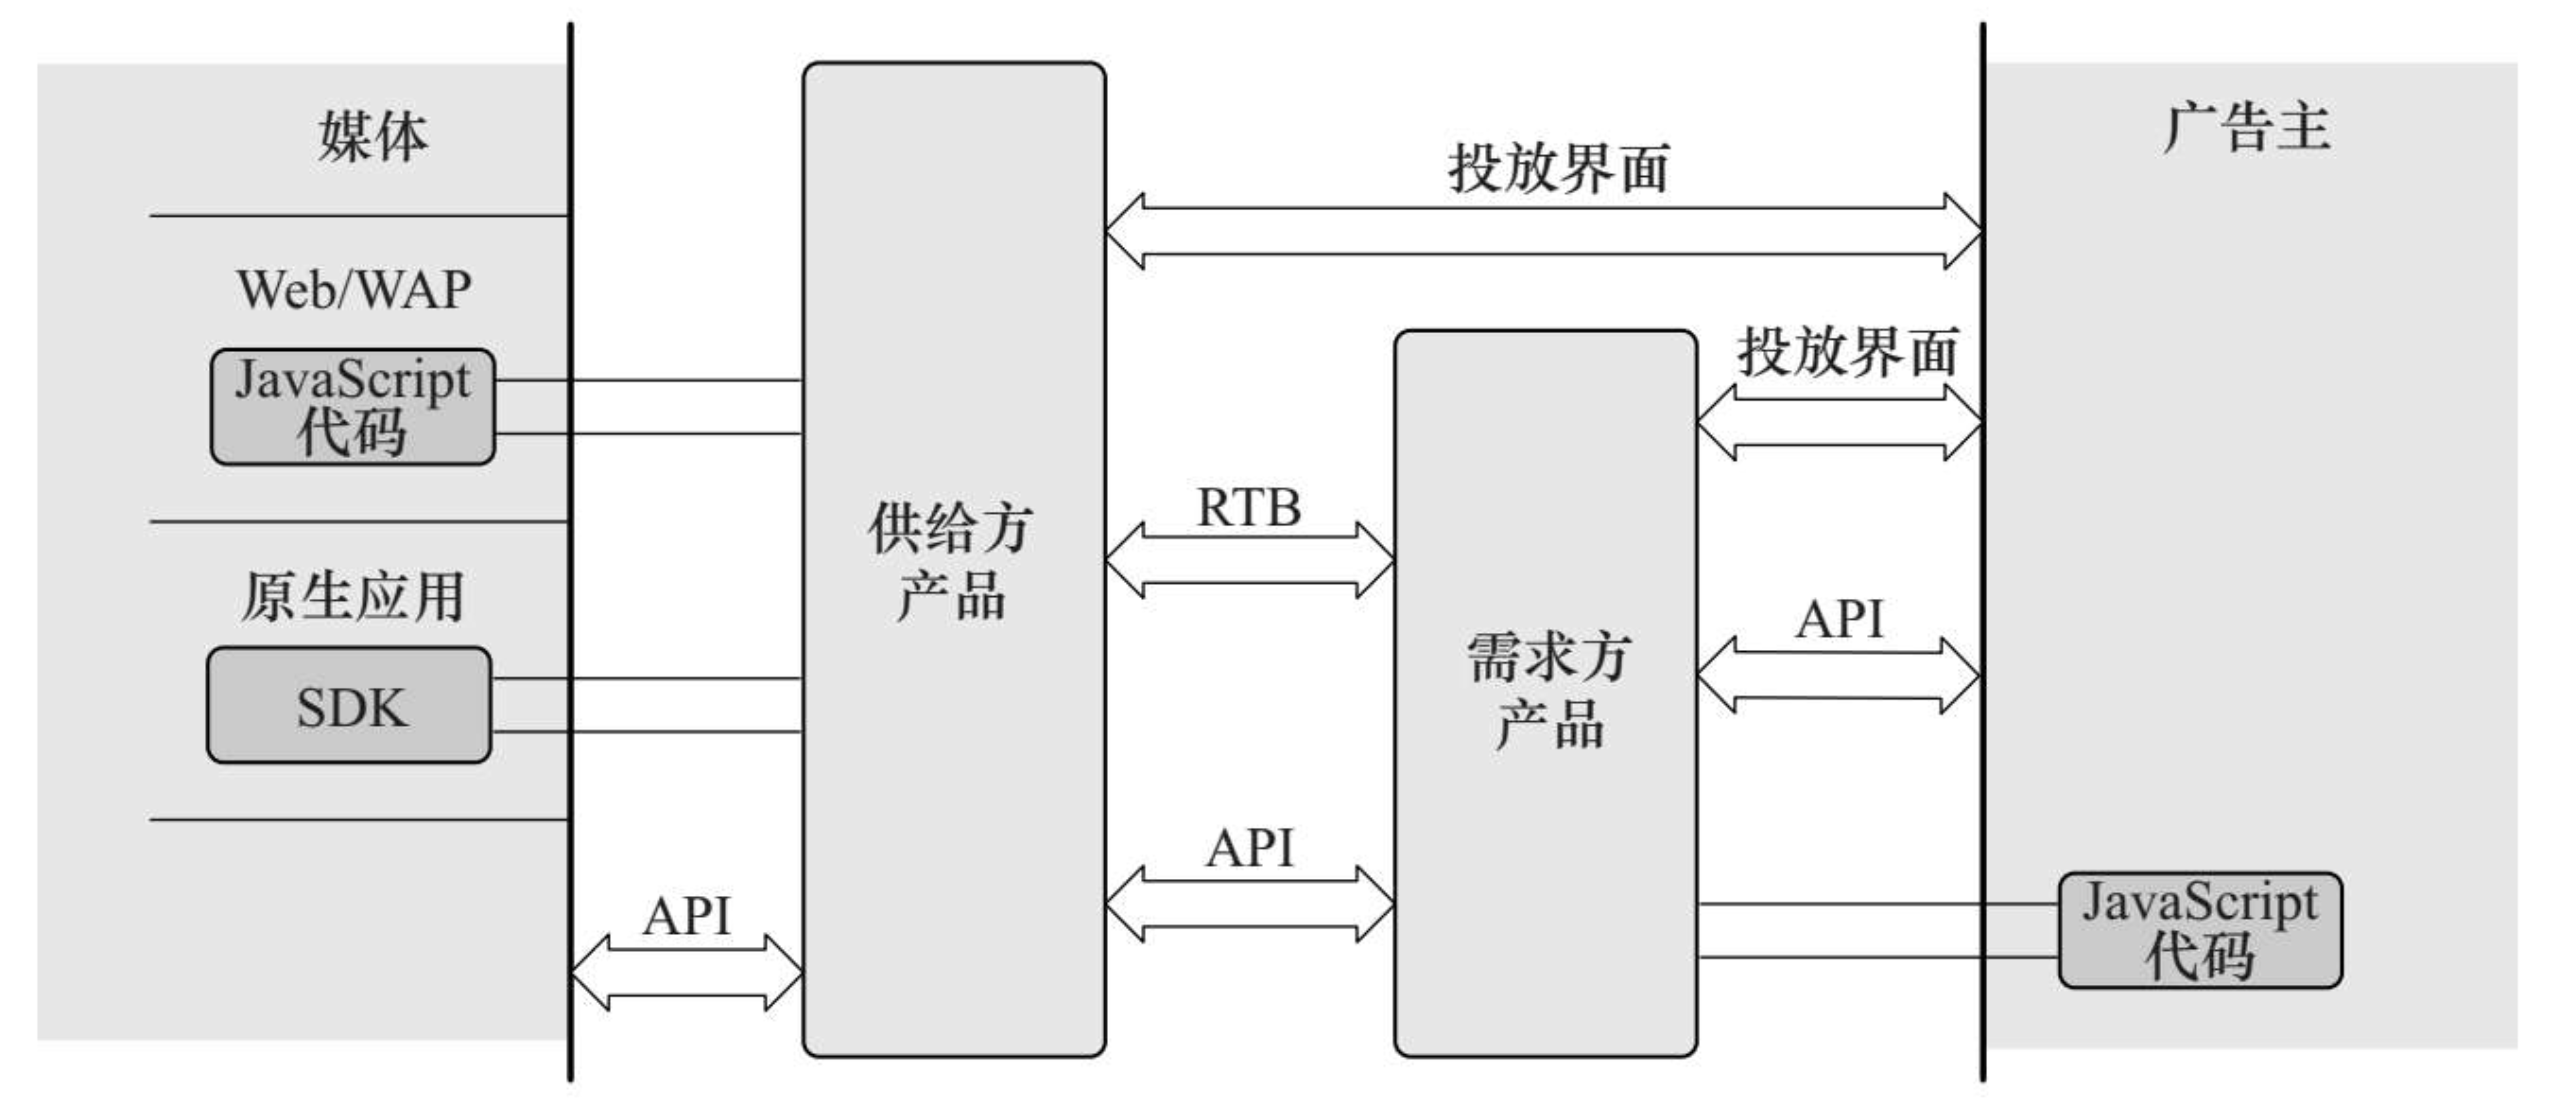 媒体
Web/WAP
JavaScript
代码
原生应用
SDK
API
供给方
产品
投放界面
RTB
API
需求方
产品
投放界面
API
广告主
JavaScript
代码